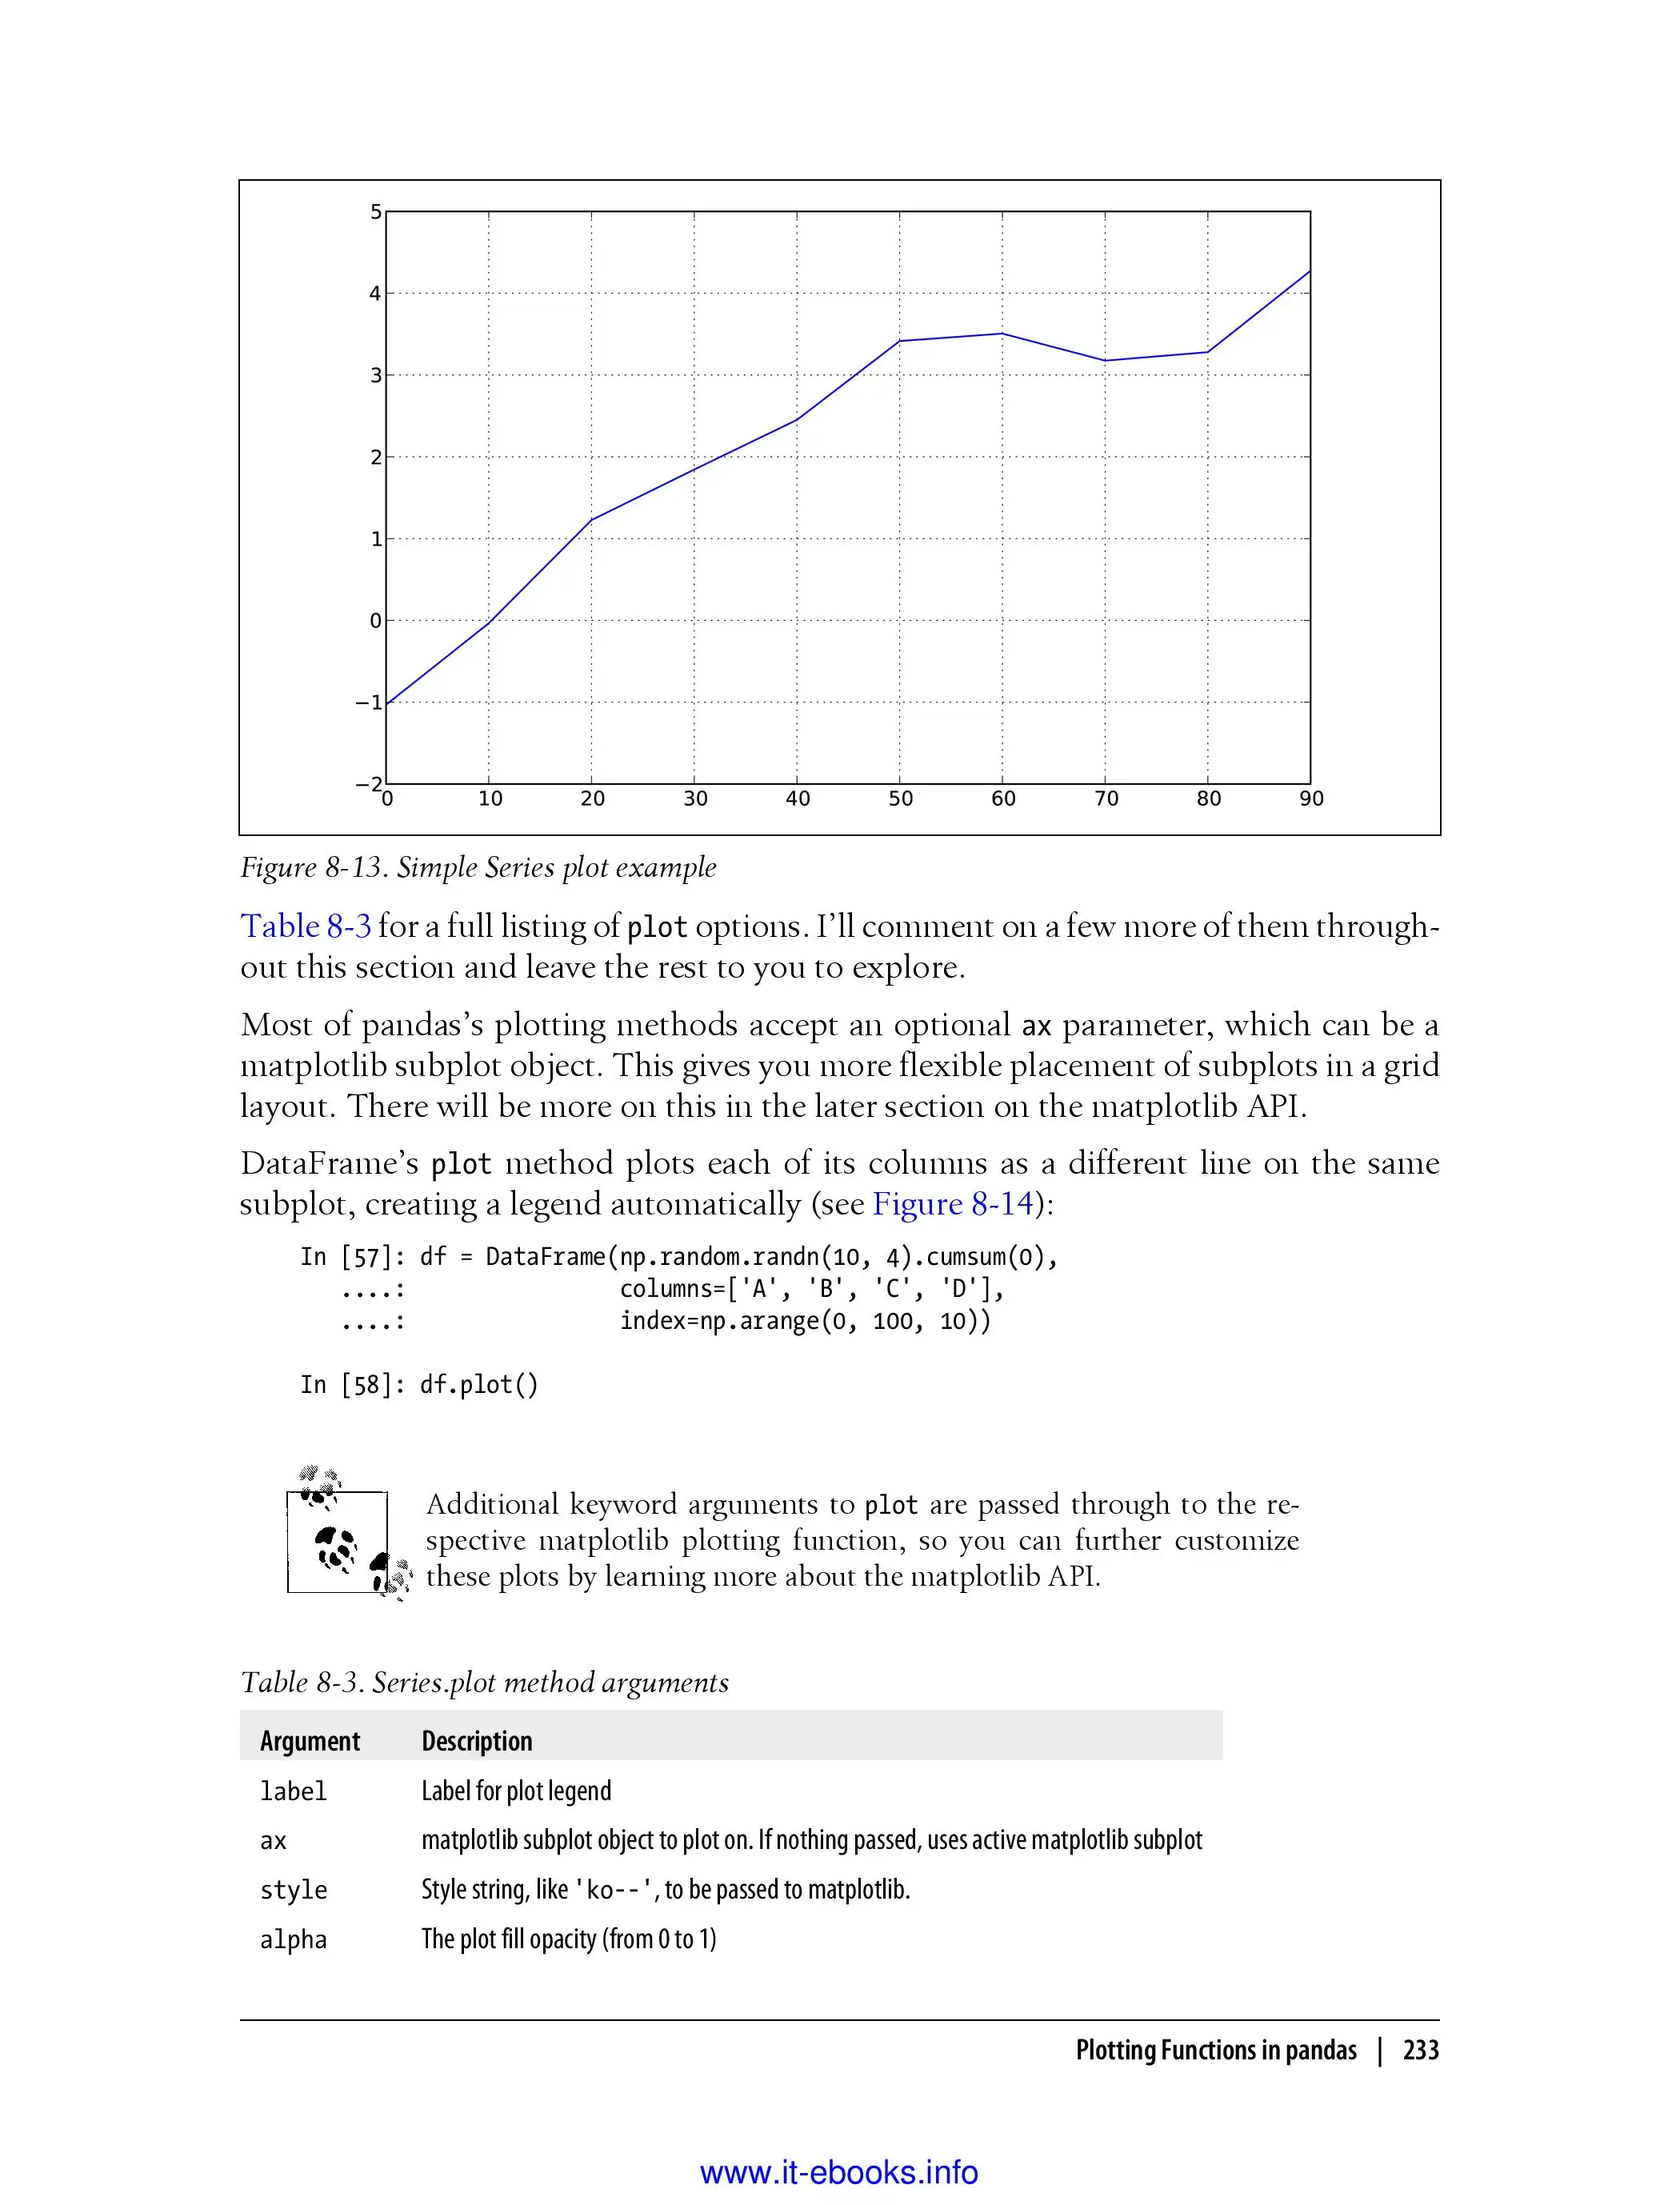 5
4
3
2
1
0
−1
−2
0 10 20 30 40 50 60 70 80 90
Figure 8-13. Simple Series plot example
Table 8-3 for a full listing of plot options. I’ll comment on a few more of them through-
out this section and leave the rest to you to explore.
Most of pandas’s plotting methods accept an optional ax parameter, which can be a
matplotlib subplot object. This gives you more flexible placement of subplots in a grid
layout. There will be more on this in the later section on the matplotlib API.
DataFrame’s plot method plots each of its columns as a different line on the same
subplot, creating a legend automatically (see Figure 8-14):
In [57]: df = DataFrame(np.random.randn(10, 4).cumsum(0),
....:                columns=['A', 'B', 'C', 'D'],
....:                index=np.arange(0, 100, 10))
In [58]: df.plot()
Additional keyword arguments to plot are passed through to the re-
spective matplotlib plotting function, so you can further customize
these plots by learning more about the matplotlib API.
Table 8-3. Series.plot method arguments
Argument Description
label Label for plot legend
ax matplotlib subplot object to plot on. If nothing passed, uses active matplotlib subplot
style Style string, like 'ko--', to be passed to matplotlib.
alpha The plot fill opacity (from 0 to 1)
Plotting Functions in pandas | 233
www.it-ebooks.info